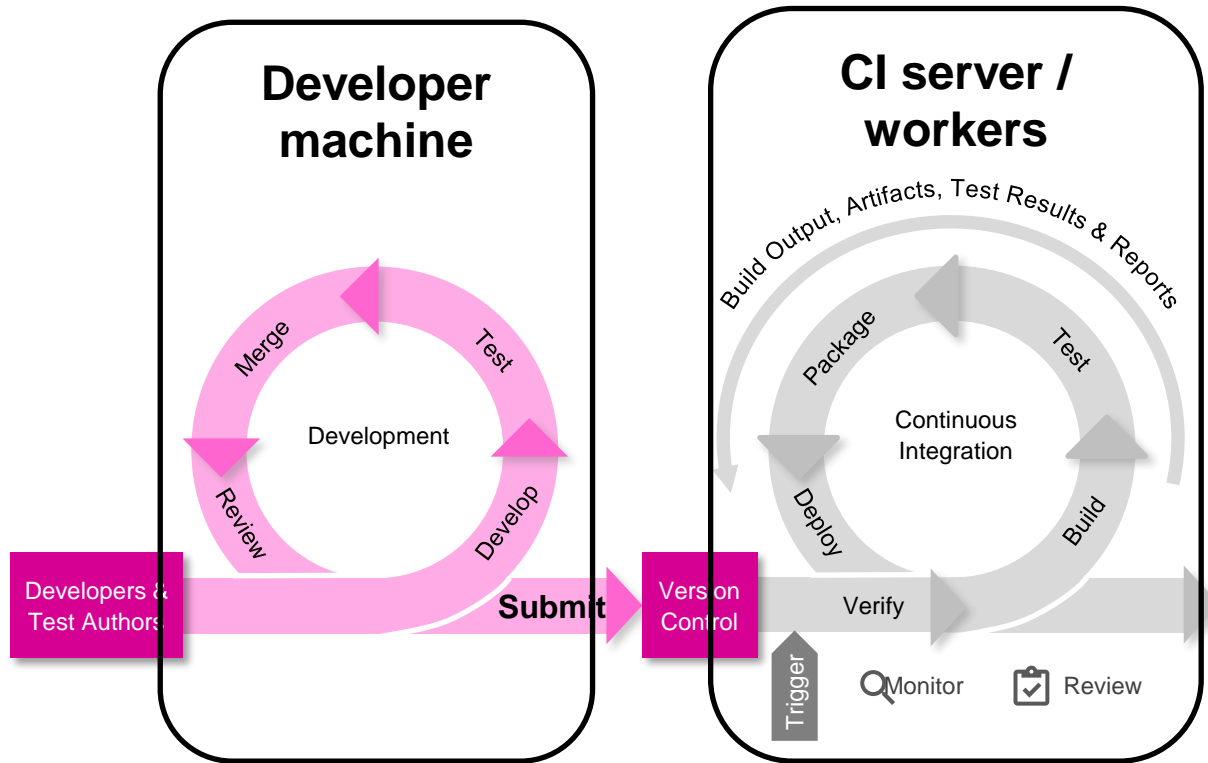 Developer
machine
Merge
Test
Development
Review
Develop
Developers &
Test Authors
Submit
CI server /
workers
Build Output, Artifacts, Test Results & Reports
Package
Test
Continuous
Integration
Deploy
Build
Version
Control
Verify
Trigger
Monitor
Review